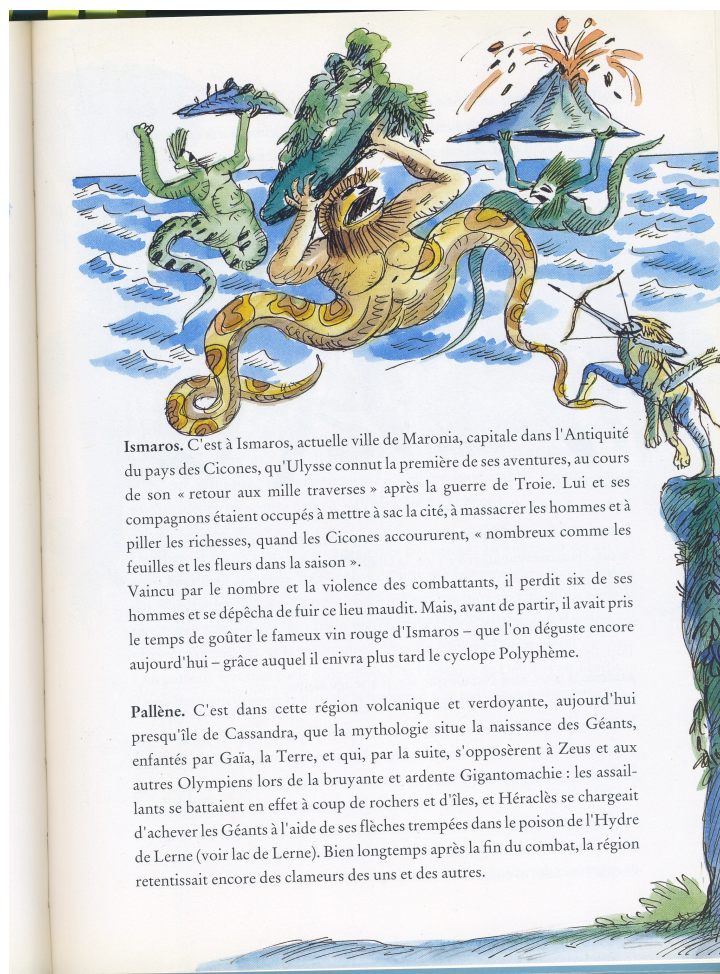 Ismaros. C'est à Ismaros, actuelle ville de Maronia, capitale dans l'Antiquité
du pays des Cicones, qu'Ulysse connut la première de ses aventures, au cours
de son « retour aux mille traverses » après la guerre de Troie. Lui et ses
compagnons étaient occupés à mettre à sac la cité, à massacrer les hommes et à
piller les richesses, quand les Cicones accoururent, « nombreux comme les
feuilles et les fleurs dans la saison ».
Vaincu par le nombre et la violence des combattants, il perdit six de ses
hommes et se dépêcha de fuir ce lieu maudit. Mais, avant de partir, il avait pris
le temps de goûter le fameux vin rouge d'Ismaros – que l'on déguste encore
aujourd'hui – grâce auquel il enivra plus tard le cyclope Polyphème.
Pallène. C'est dans cette région volcanique et verdoyante, aujourd'hui
presqu'île de Cassandra, que la mythologie situe la naissance des Géants,
enfantés par Gaïa, la Terre, et qui, par la suite, s'opposèrent à Zeus et aux
autres Olympiens lors de la bruyante et ardente Gigantomachie : les assail-
lants se battaient en effet à coup de rochers et d'îles, et Héraclès se chargeait
d'achever les Géants à l'aide de ses flèches trempées dans le poison de l'Hydre
de Lerne (voir lac de Lerne). Bien longtemps après la fin du combat, la région
retentissait encore des clameurs des uns et des autres.